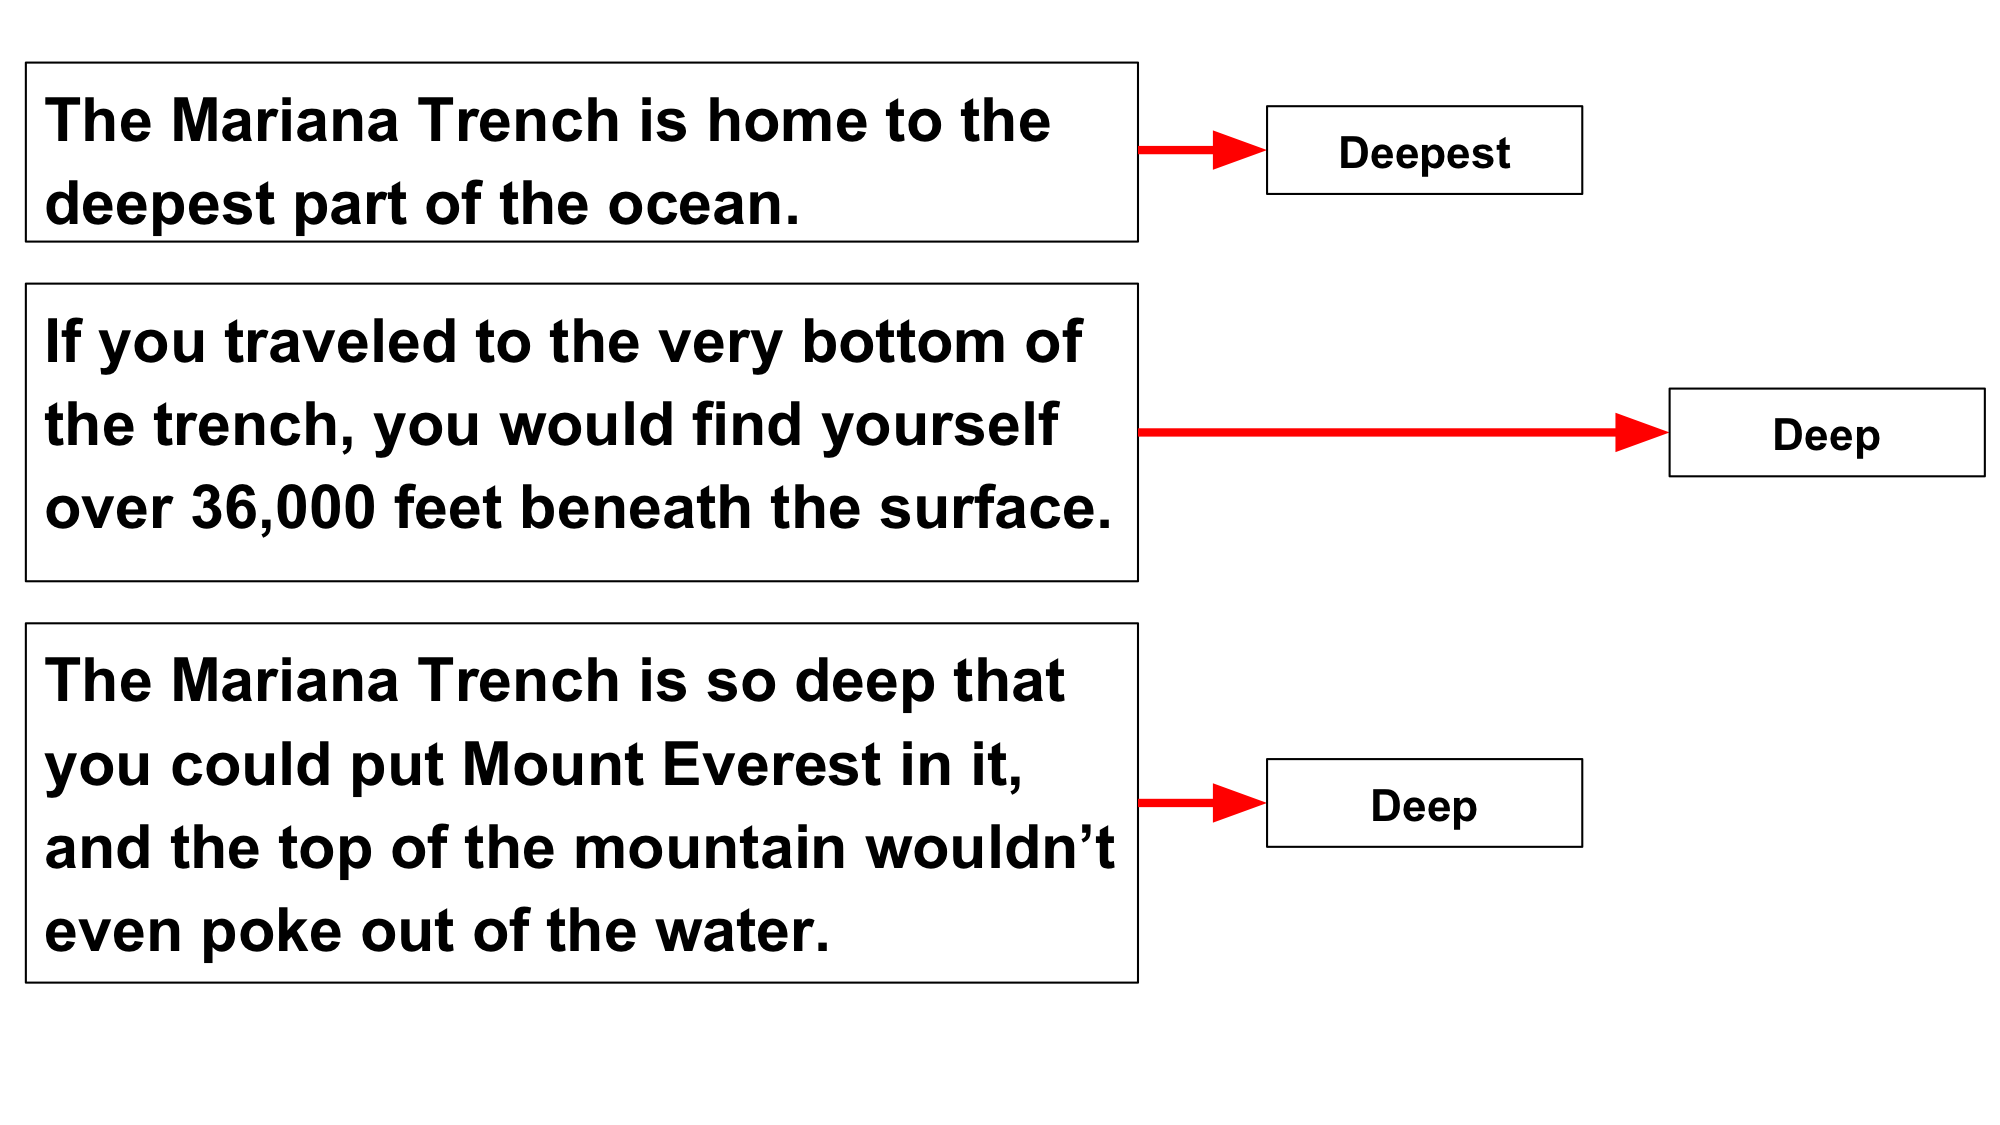 The Mariana Trench is home to the
deepest part of the ocean.
Deepest
If you traveled to the very bottom of
the trench, you would find yourself
over 36,000 feet beneath the surface.
Deep
The Mariana Trench is so deep that
you could put Mount Everest in it,
and the top of the mountain wouldn’t
even poke out of the water.
Deep